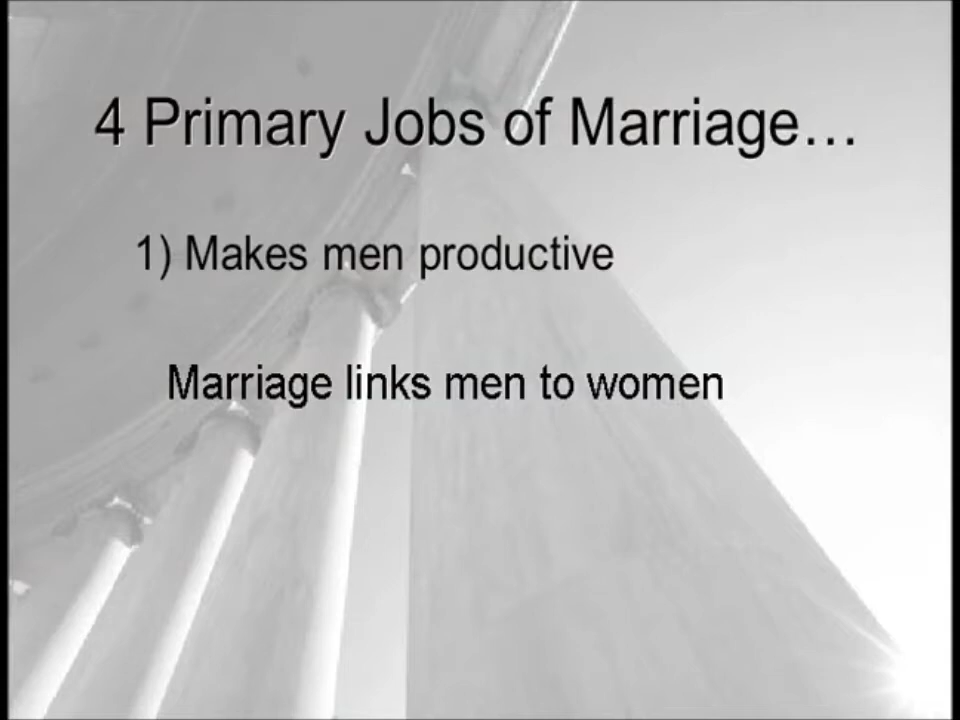 4 Primary Jobs of Marriage…
1) Makes men productive
Marriage links men to women